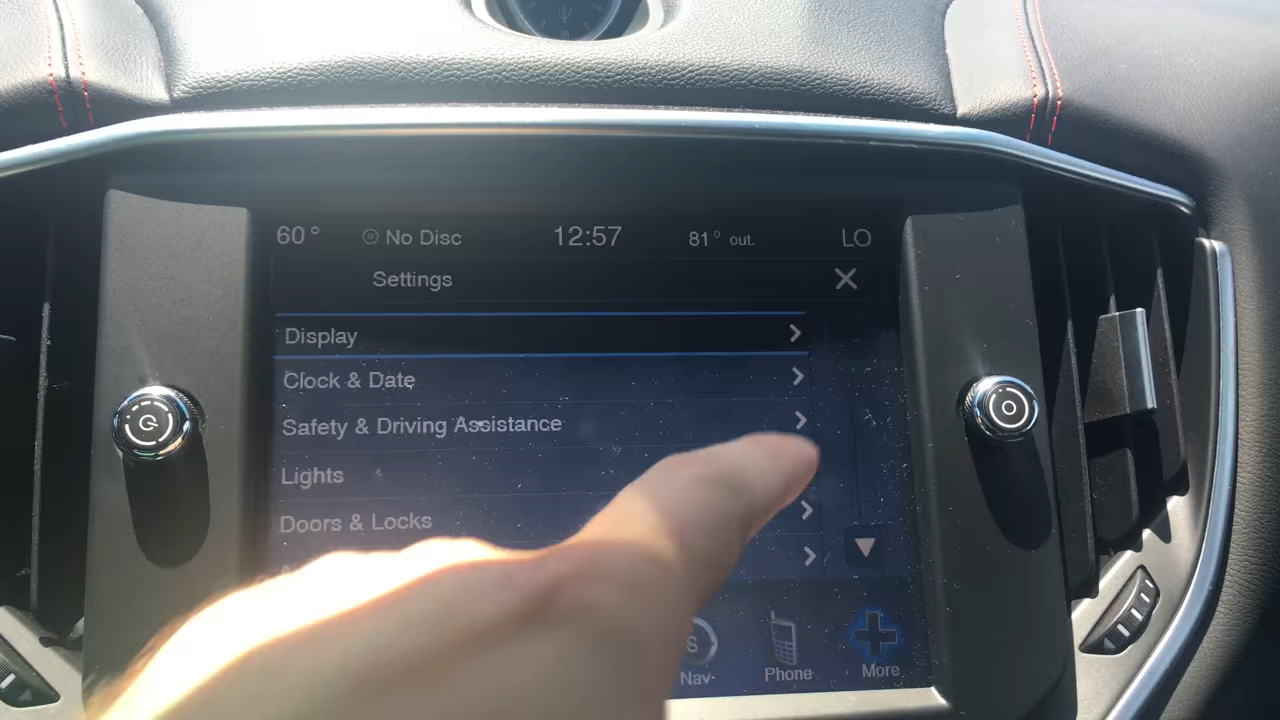 60° No Disc 12:57 81° out. LO
Settings
Display
Clock & Date
Safety & Driving Assistance
Lights
Doors & Locks
Nav Phone More